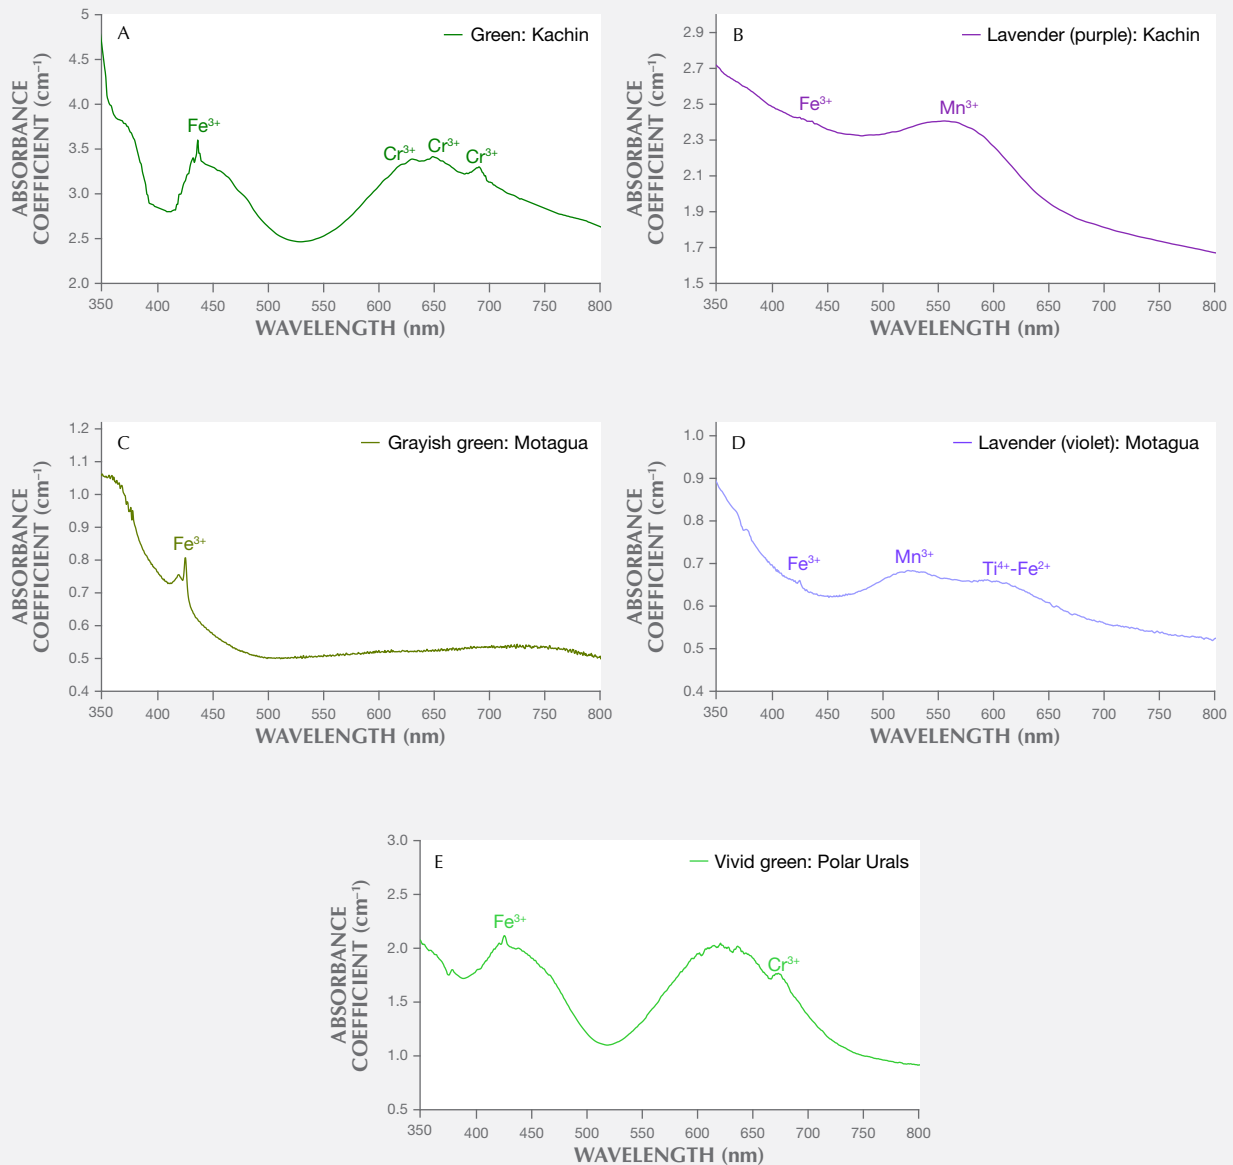 A
Green: Kachin
ABSORBANCE
COEFFICIENT (cm⁻¹)
5
4.5
4.0
3.5
3.0
2.5
2.0
Fe³⁺
Cr³⁺
Cr³⁺
Cr³⁺
350 400 450 500 550 600 650 700 750 800
WAVELENGTH (nm)
B
Lavender (purple): Kachin
ABSORBANCE
COEFFICIENT (cm⁻¹)
2.9
2.7
2.5
2.3
2.1
1.9
1.7
1.5
Fe³⁺
Mn³⁺
350 400 450 500 550 600 650 700 750 800
WAVELENGTH (nm)
C
Grayish green: Motagua
ABSORBANCE
COEFFICIENT (cm⁻¹)
1.2
1.1
1.0
0.9
0.8
0.7
0.6
0.5
0.4
Fe³⁺
350 400 450 500 550 600 650 700 750 800
WAVELENGTH (nm)
D
Lavender (violet): Motagua
ABSORBANCE
COEFFICIENT (cm⁻¹)
1.0
0.9
0.8
0.7
0.6
0.5
0.4
Fe³⁺
Mn³⁺
Ti⁴⁺-Fe²⁺
350 400 450 500 550 600 650 700 750 800
WAVELENGTH (nm)
E
Vivid green: Polar Urals
ABSORBANCE
COEFFICIENT (cm⁻¹)
3.0
2.5
2.0
1.5
1.0
0.5
Fe³⁺
Cr³⁺
350 400 450 500 550 600 650 700 750 800
WAVELENGTH (nm)